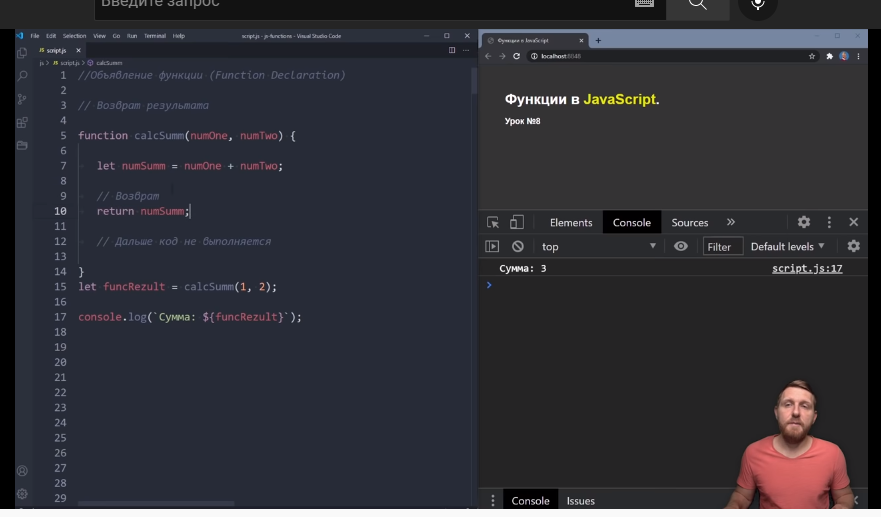 Введите запрос
File Edit Selection View Go Run Terminal Help
script.js - js-functions - Visual Studio Code
JS script.js ×
js > JS script.js > calcSumm
1 //Объявление функции (Function Declaration)
2
3 // Возврат результата
4
5 function calcSumm(numOne, numTwo) {
6
7 let numSumm = numOne + numTwo;
8
9 // Возврат
10 return numSumm;
11
12 // Дальше код не выполняется
13
14 }
15 let funcRezult = calcSumm(1, 2);
16
17 console.log(`Сумма: ${funcRezult}`);
18
19
20
21
22
23
24
25
26
27
28
29
Функции в JavaScript
localhost:
Функции в JavaScript.
Урок №8
Elements Console Sources »
top Filter Default levels
Сумма: 3 script.js:17
>
Console Issues